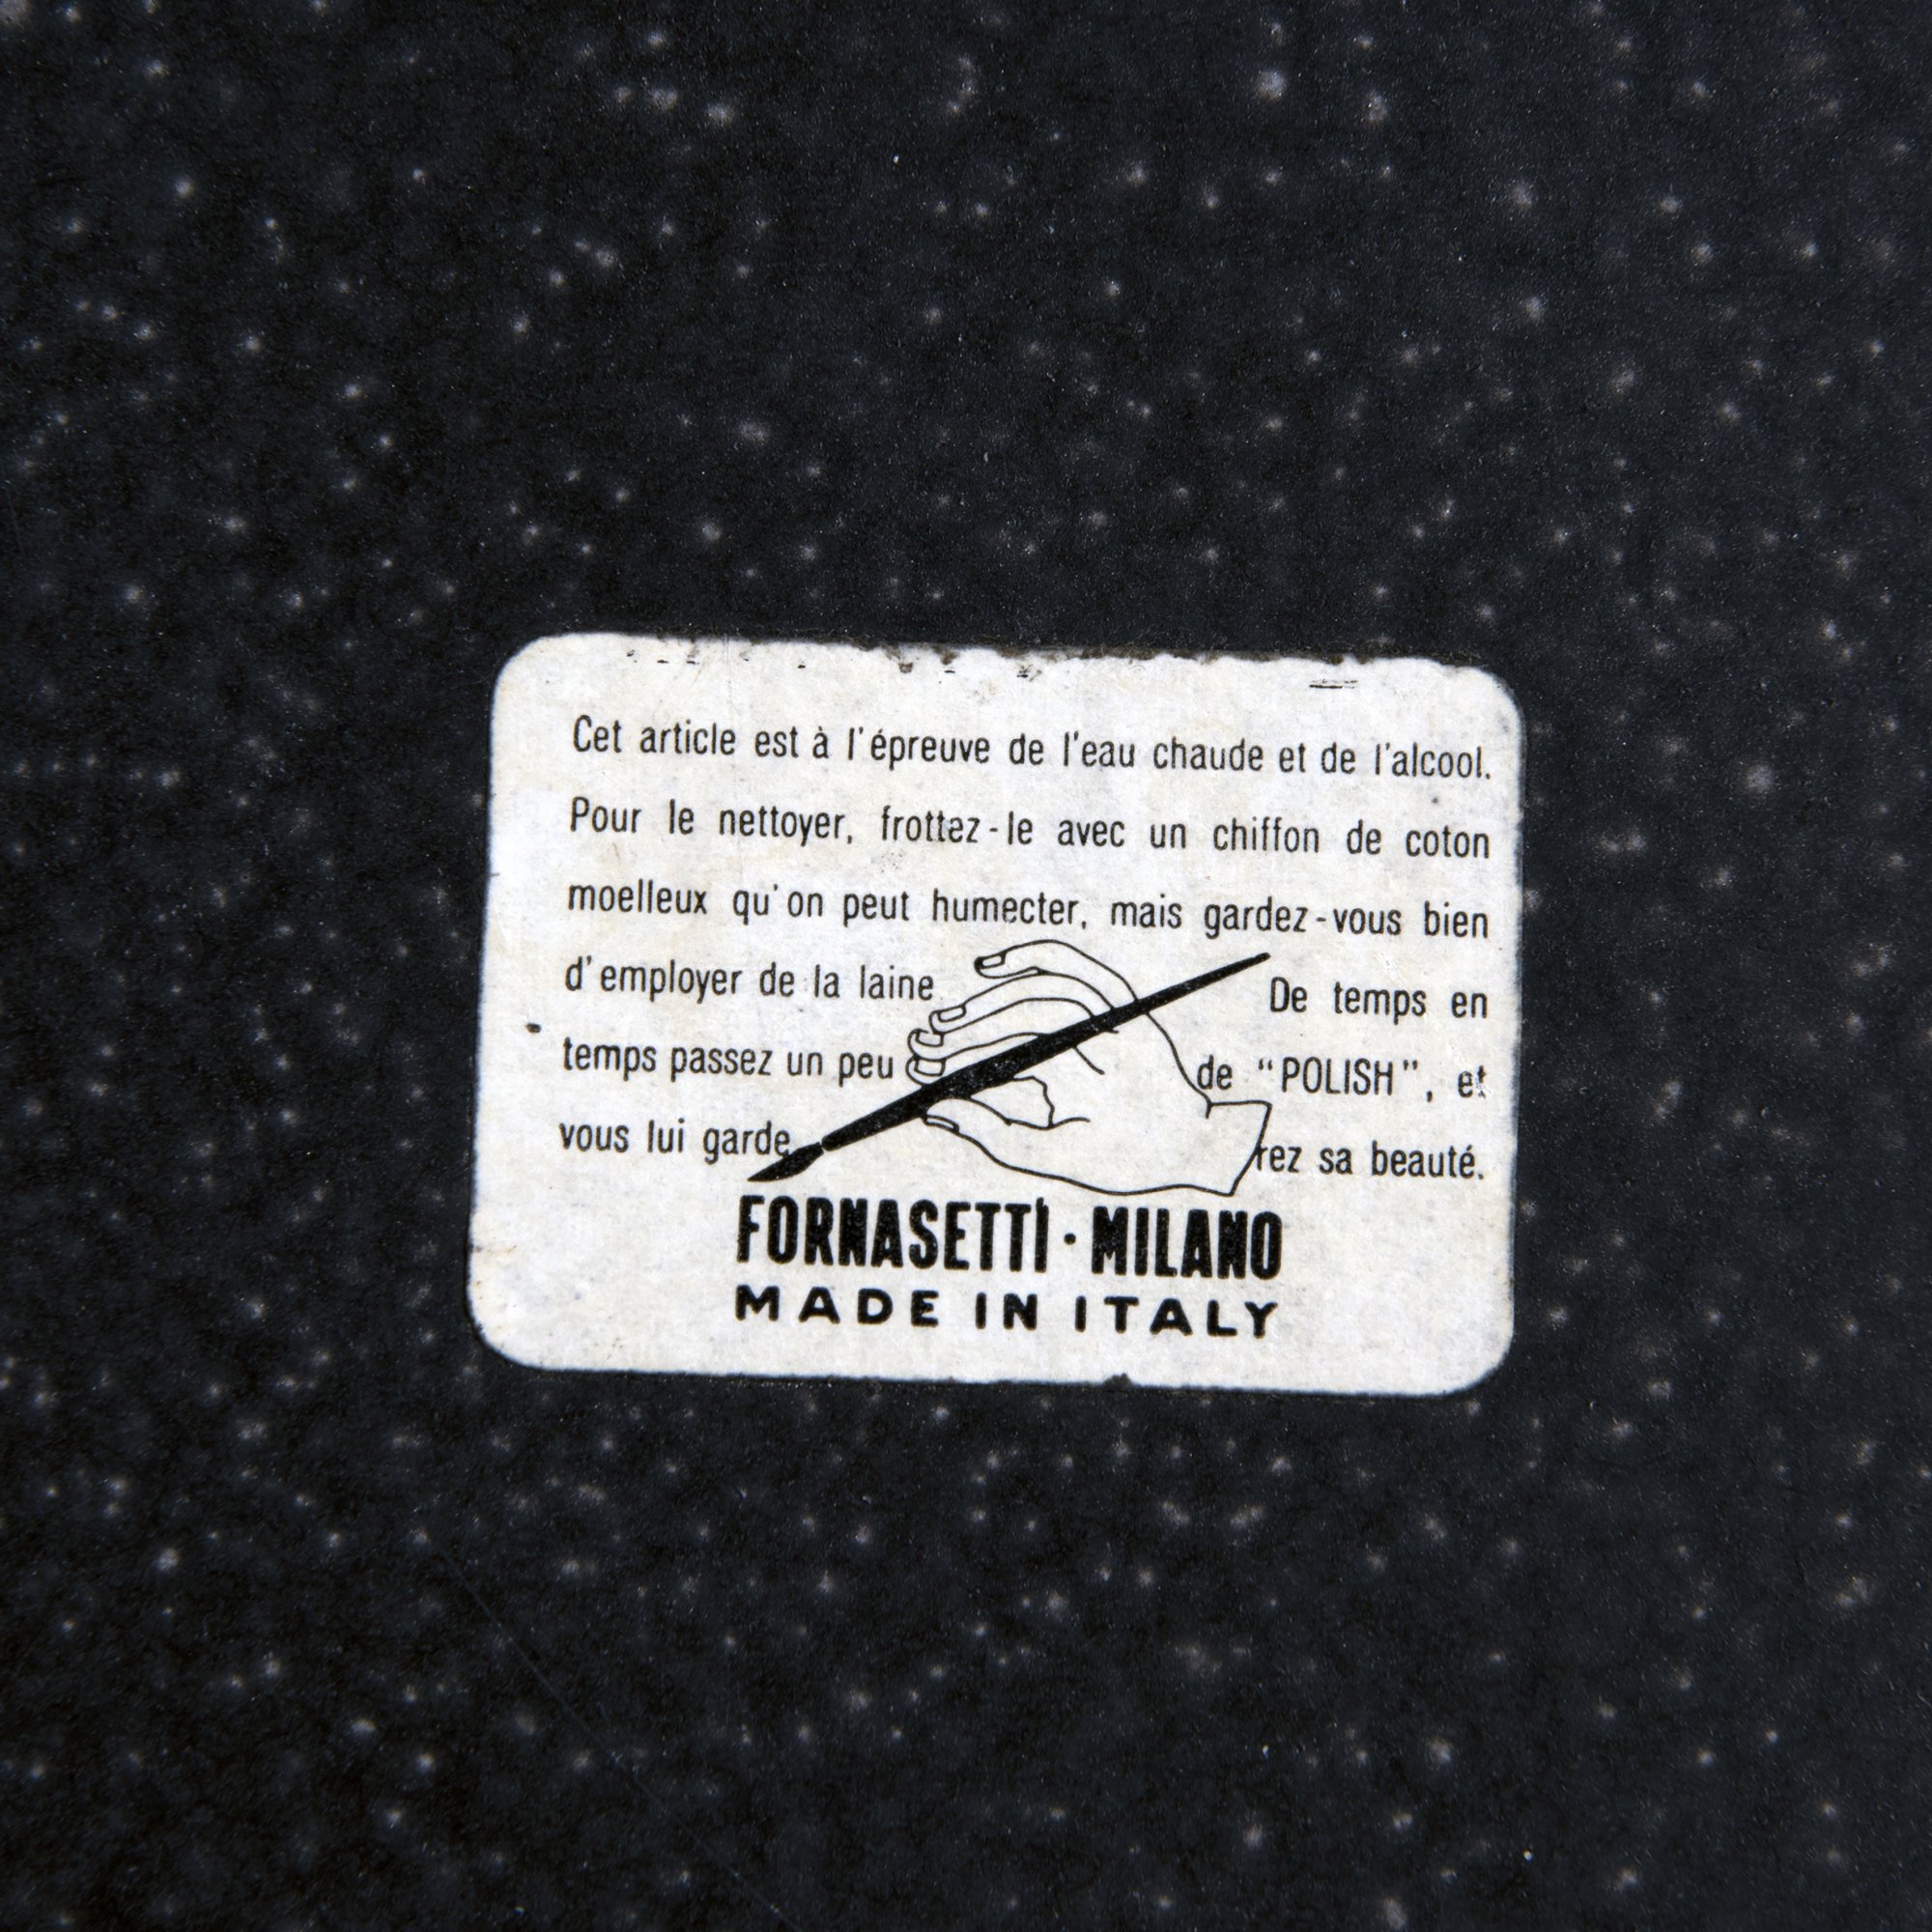 Cet article est à l'épreuve de l'eau chaude et de l'alcool.
Pour le nettoyer, frottez-le avec un chiffon de coton
moelleux qu'on peut humecter, mais gardez-vous bien
d'employer de la laine. De temps en
temps passez un peu de “POLISH”, et
vous lui garderez sa beauté.
FORNASETTI · MILANO
MADE IN ITALY